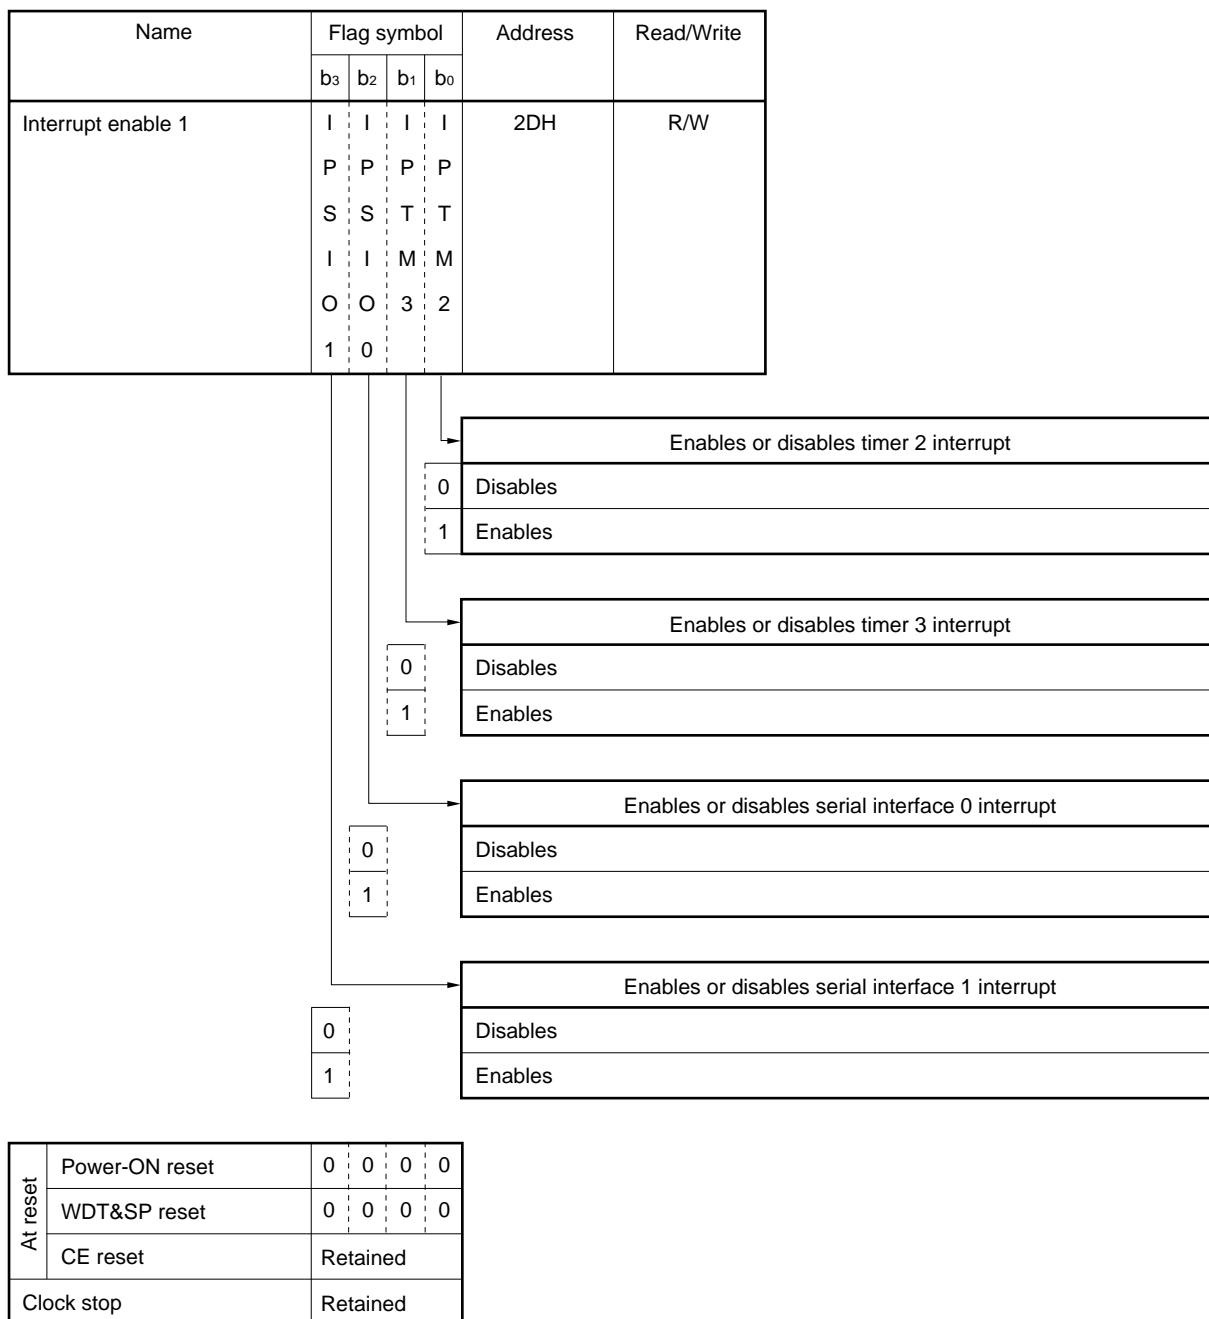 Name Flag symbol Address Read/Write
b3 b2 b1 b0
Interrupt enable 1 I I I I 2DH R/W
P P P P
S S T T
I I M M
O O 3 2
1 0
Enables or disables timer 2 interrupt
0 Disables
1 Enables
Enables or disables timer 3 interrupt
0 Disables
1 Enables
Enables or disables serial interface 0 interrupt
0 Disables
1 Enables
Enables or disables serial interface 1 interrupt
0 Disables
1 Enables
At reset
Power-ON reset 0 0 0 0
WDT&SP reset 0 0 0 0
CE reset Retained
Clock stop Retained